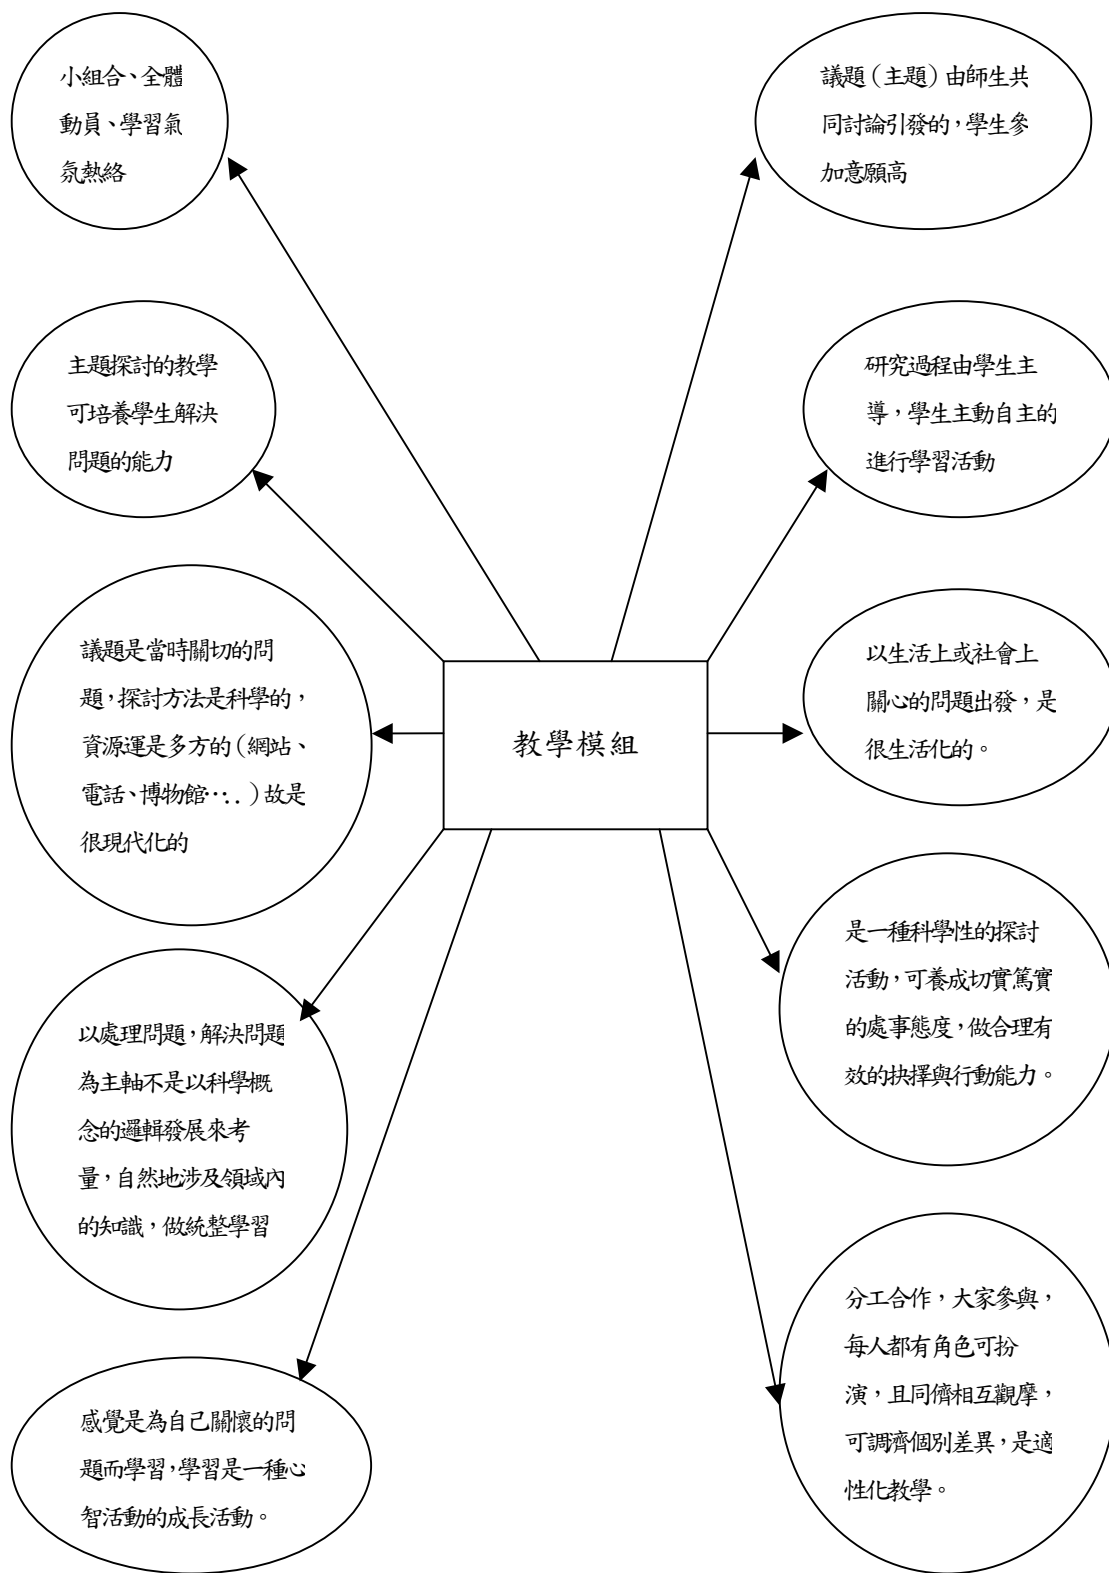 小組合、全體
動員、學習氣
氛熱絡
議題（主題）由師生共
同討論引發的，學生參
加意願高
主題探討的教學
可培養學生解決
問題的能力
研究過程由學生主
導，學生主動自主的
進行學習活動
議題是當時關切的問
題，探討方法是科學的，
資源運是多方的（網站、
電話、博物館…‥）故是
很現代化的
以生活上或社會上
關心的問題出發，是
很生活化的。
教學模組
以處理問題，解決問題
為主軸不是以科學概
念的邏輯發展來考
量，自然地涉及領域內
的知識，做統整學習
是一種科學性的探討
活動，可養成切實篤實
的處事態度，做合理有
效的抉擇與行動能力。
感覺是為自己關懷的問
題而學習，學習是一種心
智活動的成長活動。
分工合作，大家參與，
每人都有角色可扮
演，且同儕相互觀摩，
可調濟個別差異，是適
性化教學。